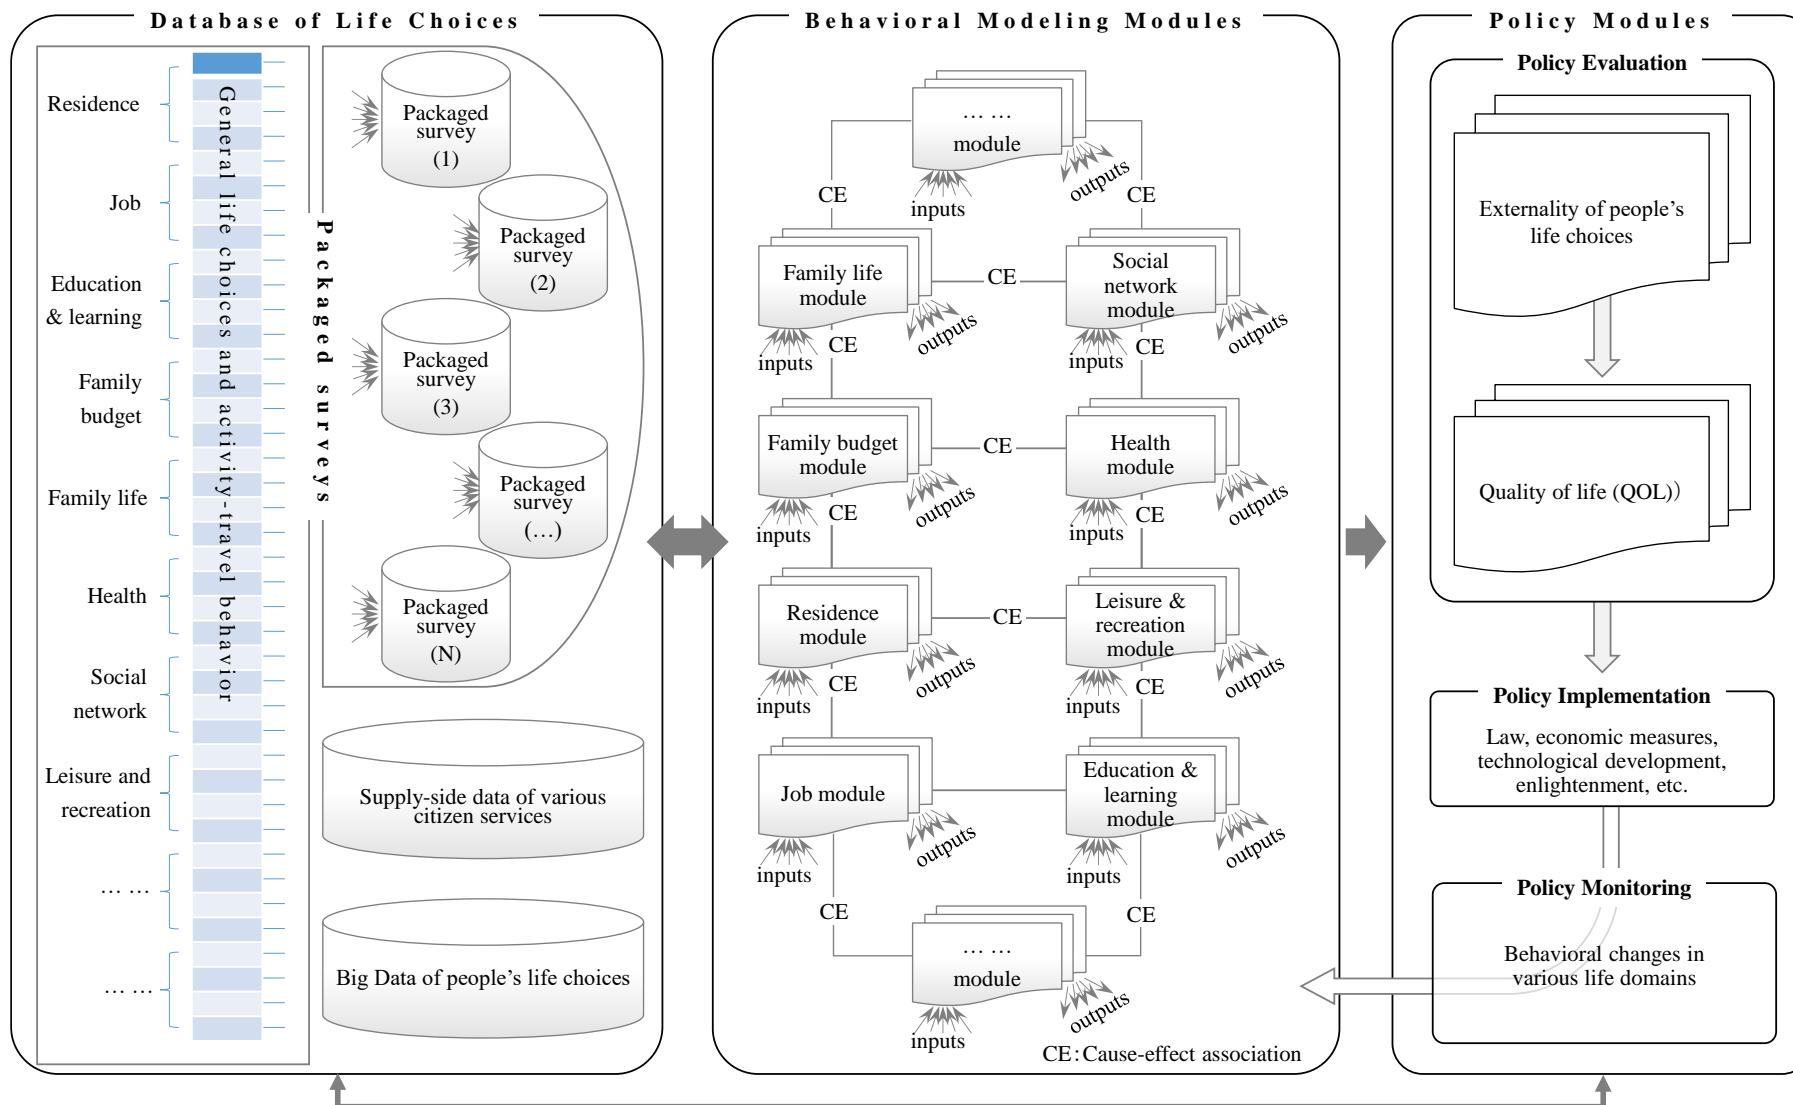 Database of Life Choices
Residence
Job
Education
& learning
Family
budget
Family life
Health
Social
network
Leisure and
recreation
… …
… …
General life choices and activity-travel behavior
Packaged surveys
Packaged
survey
(1)
Packaged
survey
(2)
Packaged
survey
(3)
Packaged
survey
(…)
Packaged
survey
(N)
Supply-side data of various
citizen services
Big Data of people’s life choices
Behavioral Modeling Modules
… …
module
inputs
outputs
CE
CE
Family life
module
inputs
outputs
CE
Social
network module
inputs
outputs
CE
CE
Family budget
module
inputs
outputs
CE
Health
module
inputs
outputs
CE
CE
Residence
module
inputs
outputs
CE
Leisure &
recreation
module
inputs
outputs
CE
CE
Job module
inputs
outputs
Education &
learning
module
inputs
outputs
CE
CE
… …
module
inputs
outputs
CE: Cause-effect association
Policy Modules
Policy Evaluation
Externality of people’s
life choices
Quality of life (QOL))
Policy Implementation
Law, economic measures,
technological development,
enlightenment, etc.
Policy Monitoring
Behavioral changes in
various life domains